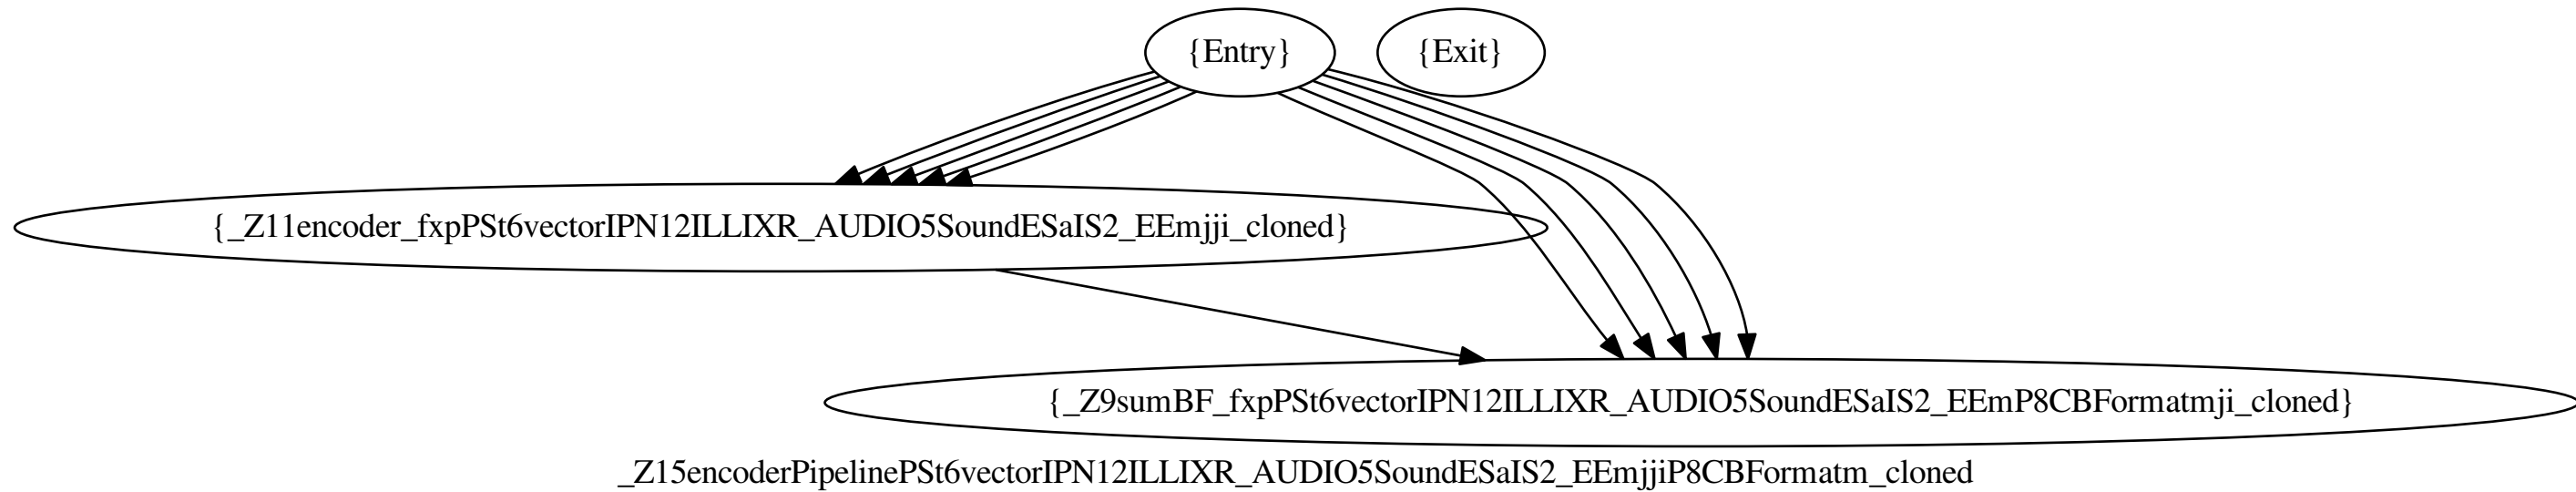 {Entry}
{Exit}
{_Z11encoder_fxpPSt6vectorIPN12ILLIXR_AUDIO5SoundESaIS2_EEmjji_cloned}
{_Z9sumBF_fxpPSt6vectorIPN12ILLIXR_AUDIO5SoundESaIS2_EEmP8CBFormatmji_cloned}
_Z15encoderPipelinePSt6vectorIPN12ILLIXR_AUDIO5SoundESaIS2_EEmjjiP8CBFormatm_cloned